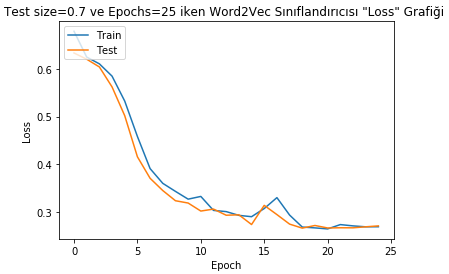 Test size=0.7 ve Epochs=25 iken Word2Vec Sınıflandırıcısı "Loss" Grafiği
Train
Test
0.6
0.5
0.4
0.3
Loss
0 5 10 15 20 25
Epoch